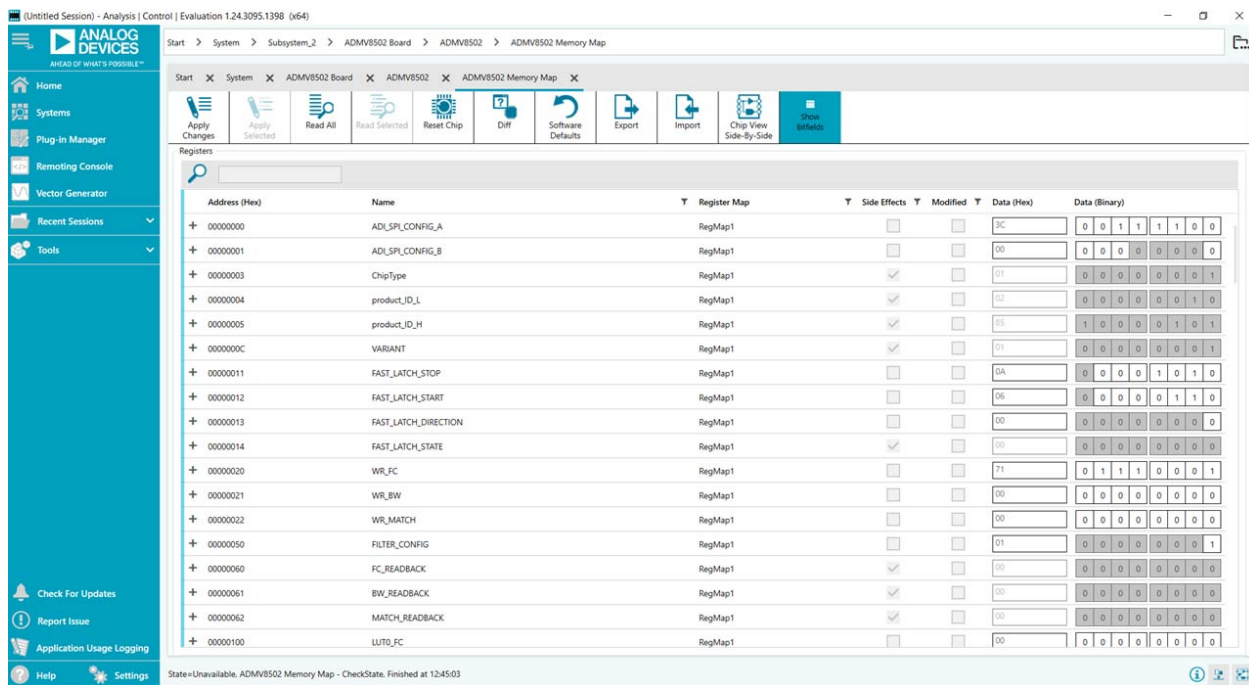 (Untitled Session) - Analysis | Control | Evaluation 1.24.3095.1398 (x64)
ANALOG
DEVICES
AHEAD OF WHAT'S POSSIBLE™
Home
Systems
Plug-in Manager
Remoting Console
Vector Generator
Recent Sessions
Tools
Check For Updates
Report Issue
Application Usage Logging
Help Settings
Start > System > Subsystem_2 > ADMV8502 Board > ADMV8502 > ADMV8502 Memory Map
Start System ADMV8502 Board ADMV8502 ADMV8502 Memory Map
Apply Changes
Apply Selected
Read All
Read Selected
Reset Chip
Diff
Software Defaults
Export
Import
Chip View Side-By-Side
Show Bitfields
Registers
Address (Hex) Name Register Map Side Effects Modified Data (Hex) Data (Binary)
+ 00000000 ADI_SPI_CONFIG_A RegMap1 3C 0 0 1 1 1 1 0 0
+ 00000001 ADI_SPI_CONFIG_B RegMap1 00 0 0 0 0 0 0 0 0
+ 00000003 ChipType RegMap1 01 0 0 0 0 0 0 0 1
+ 00000004 product_ID_L RegMap1 02 0 0 0 0 0 0 1 0
+ 00000005 product_ID_H RegMap1 85 1 0 0 0 0 1 0 1
+ 0000000C VARIANT RegMap1 01 0 0 0 0 0 0 0 1
+ 00000011 FAST_LATCH_STOP RegMap1 0A 0 0 0 0 1 0 1 0
+ 00000012 FAST_LATCH_START RegMap1 06 0 0 0 0 0 1 1 0
+ 00000013 FAST_LATCH_DIRECTION RegMap1 00 0 0 0 0 0 0 0 0
+ 00000014 FAST_LATCH_STATE RegMap1 00 0 0 0 0 0 0 0 0
+ 00000020 WR_FC RegMap1 71 0 1 1 1 0 0 0 1
+ 00000021 WR_BW RegMap1 00 0 0 0 0 0 0 0 0
+ 00000022 WR_MATCH RegMap1 00 0 0 0 0 0 0 0 0
+ 00000050 FILTER_CONFIG RegMap1 01 0 0 0 0 0 0 0 1
+ 00000060 FC_READBACK RegMap1 00 0 0 0 0 0 0 0 0
+ 00000061 BW_READBACK RegMap1 00 0 0 0 0 0 0 0 0
+ 00000062 MATCH_READBACK RegMap1 00 0 0 0 0 0 0 0 0
+ 00000100 LUT0_FC RegMap1 00 0 0 0 0 0 0 0 0
State=Unavailable, ADMV8502 Memory Map - CheckState. Finished at 12:45:03